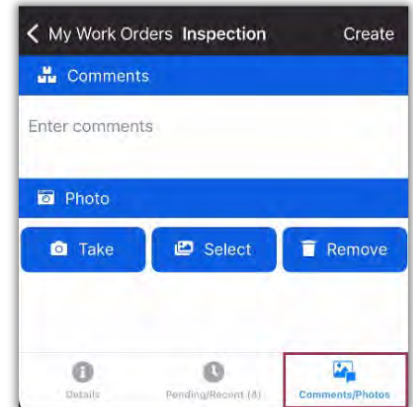 My Work Orders Inspection Create
Comments
Enter comments
Photo
Take Select Remove
Details Pending/Recent (8) Comments/Photos